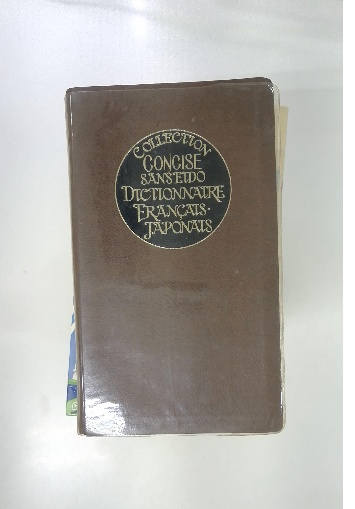 COLLECTION
CONCISE
SANSEIDO
DICTIONNAIRE
FRANÇAIS-
JAPONAIS